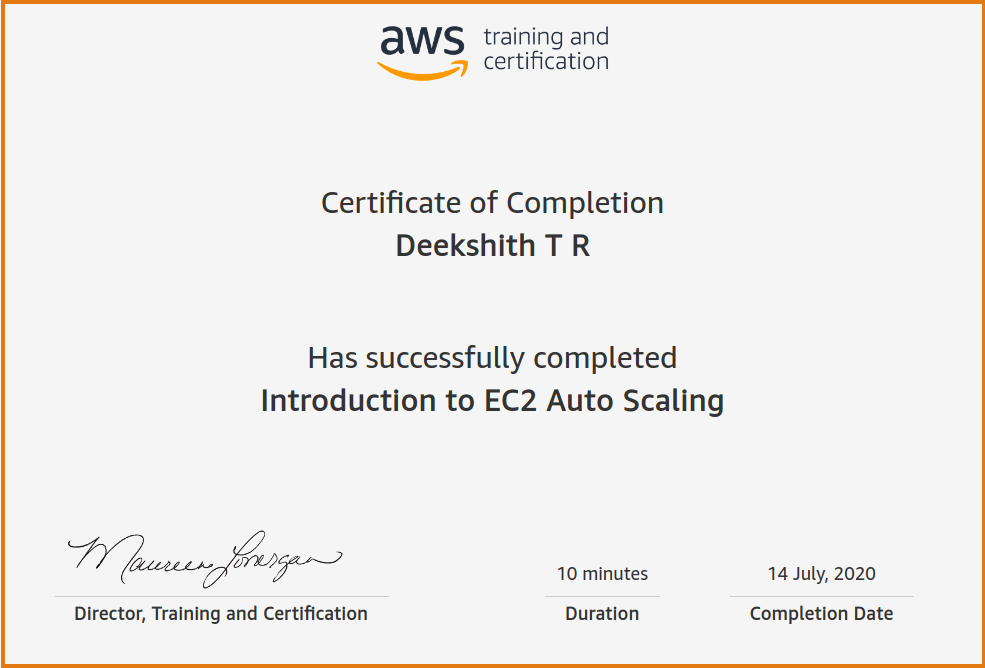 aws training and
certification
Certificate of Completion
Deekshith T R
Has successfully completed
Introduction to EC2 Auto Scaling
Maureen Lonergan
10 minutes
14 July, 2020
Director, Training and Certification
Duration
Completion Date